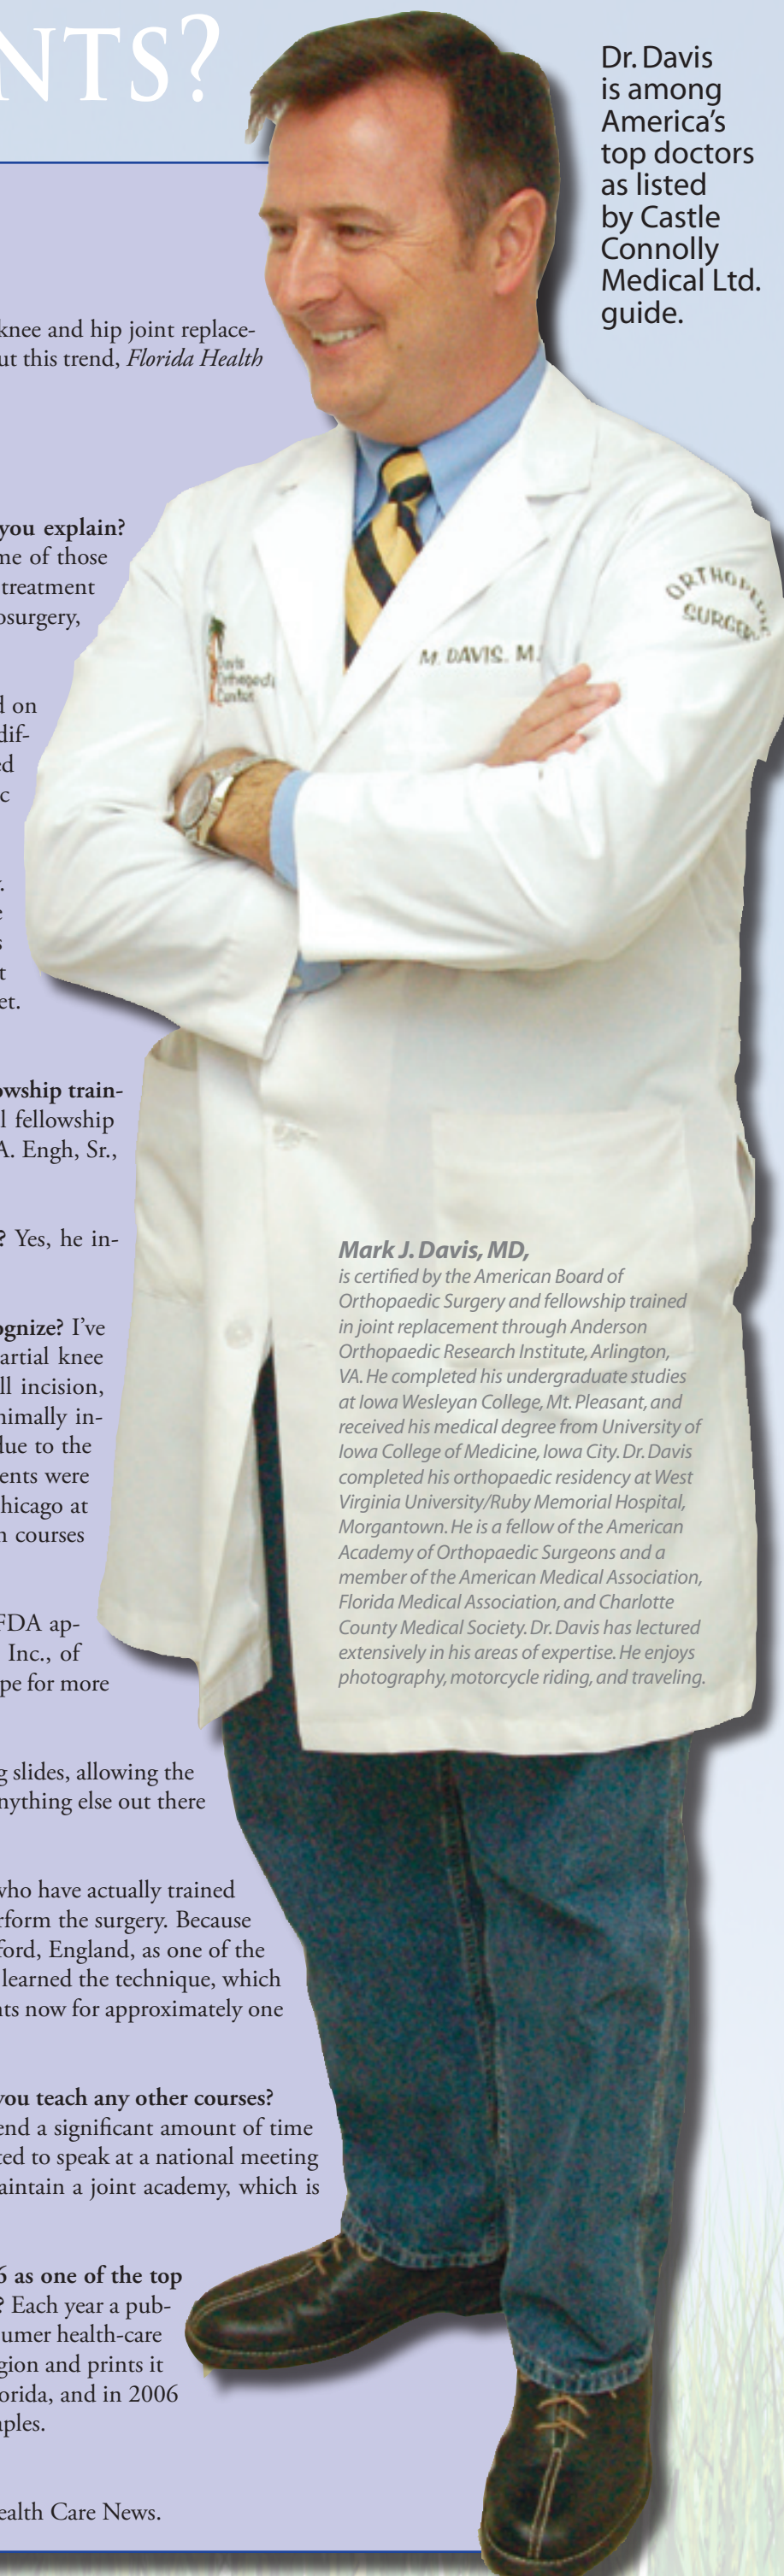 NTS?
Dr. Davis
is among
America's
top doctors
as listed
by Castle
Connolly
Medical Ltd.
guide.
knee and hip joint replace-
ut this trend, Florida Health
you explain?
me of those
treatment
osurgery,
d on
dif-
ed
c
.
e
s
t
et.
owship train-
l fellowship
A. Engh, Sr.,
? Yes, he in-
ognize? I've
artial knee
ll incision,
nimally in-
due to the
ents were
hicago at
n courses
FDA ap-
Inc., of
pe for more
g slides, allowing the
nything else out there
who have actually trained
rform the surgery. Because
ford, England, as one of the
learned the technique, which
nts now for approximately one
you teach any other courses?
end a significant amount of time
ted to speak at a national meeting
aintain a joint academy, which is
6 as one of the top
? Each year a pub-
umer health-care
gion and prints it
orida, and in 2006
aples.
ealth Care News.
Davis
Orthopedic
Center
M. DAVIS. M.
ORTHOPEDIC
SURGERY
Mark J. Davis, MD,
is certified by the American Board of
Orthopaedic Surgery and fellowship trained
in joint replacement through Anderson
Orthopaedic Research Institute, Arlington,
VA. He completed his undergraduate studies
at Iowa Wesleyan College, Mt. Pleasant, and
received his medical degree from University of
Iowa College of Medicine, Iowa City. Dr. Davis
completed his orthopaedic residency at West
Virginia University/Ruby Memorial Hospital,
Morgantown. He is a fellow of the American
Academy of Orthopaedic Surgeons and a
member of the American Medical Association,
Florida Medical Association, and Charlotte
County Medical Society. Dr. Davis has lectured
extensively in his areas of expertise. He enjoys
photography, motorcycle riding, and traveling.